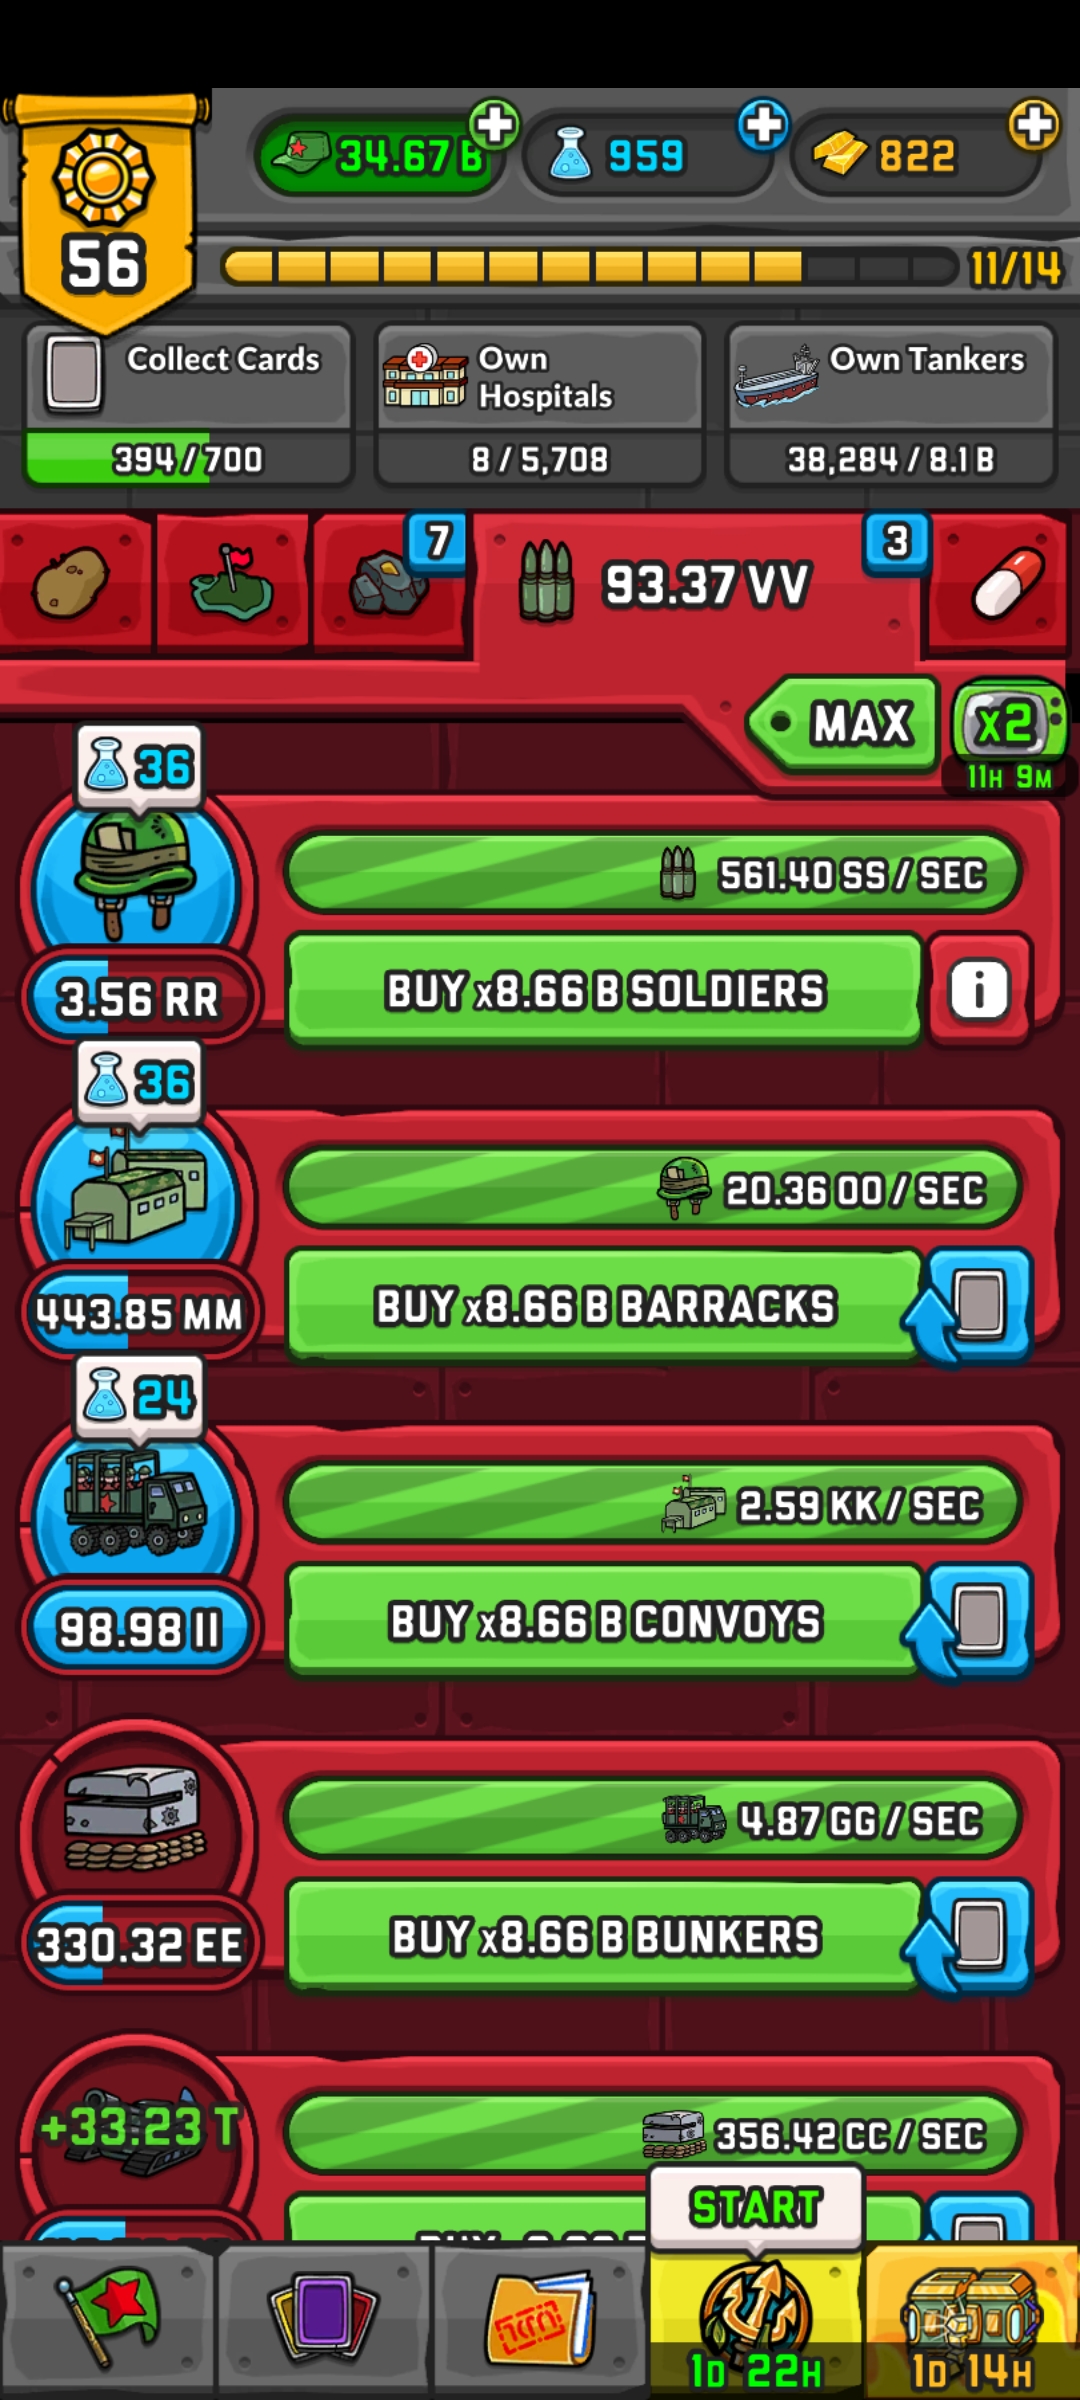 34.67 B
959
822
56
11/14
Collect Cards
394 / 700
Own
Hospitals
8 / 5,708
Own Tankers
38,284 / 8.1 B
7
93.37 VV
3
MAX
x2
11H 9M
36
561.40 SS / SEC
3.56 RR
BUY x8.66 B SOLDIERS
i
36
20.36 OO / SEC
443.85 MM
BUY x8.66 B BARRACKS
24
2.59 KK / SEC
98.98 II
BUY x8.66 B CONVOYS
4.87 GG / SEC
330.32 EE
BUY x8.66 B BUNKERS
+33.23 T
356.42 CC / SEC
START
1D 22H
1D 14H